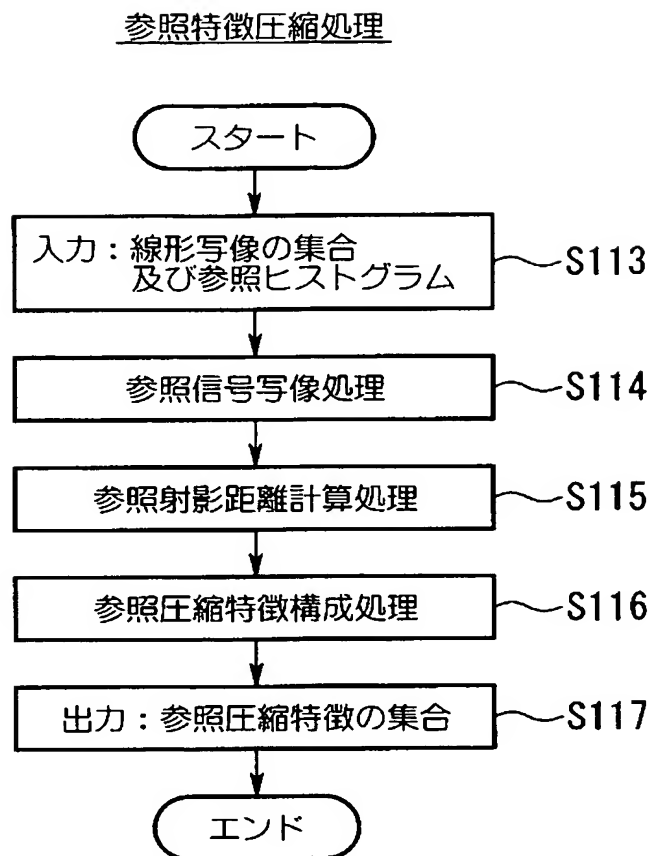 参照特徴圧縮処理
スタート
入力：線形写像の集合
及び参照ヒストグラム
S113
参照信号写像処理
S114
参照射影距離計算処理
S115
参照圧縮特徴構成処理
S116
出力：参照圧縮特徴の集合
S117
エンド